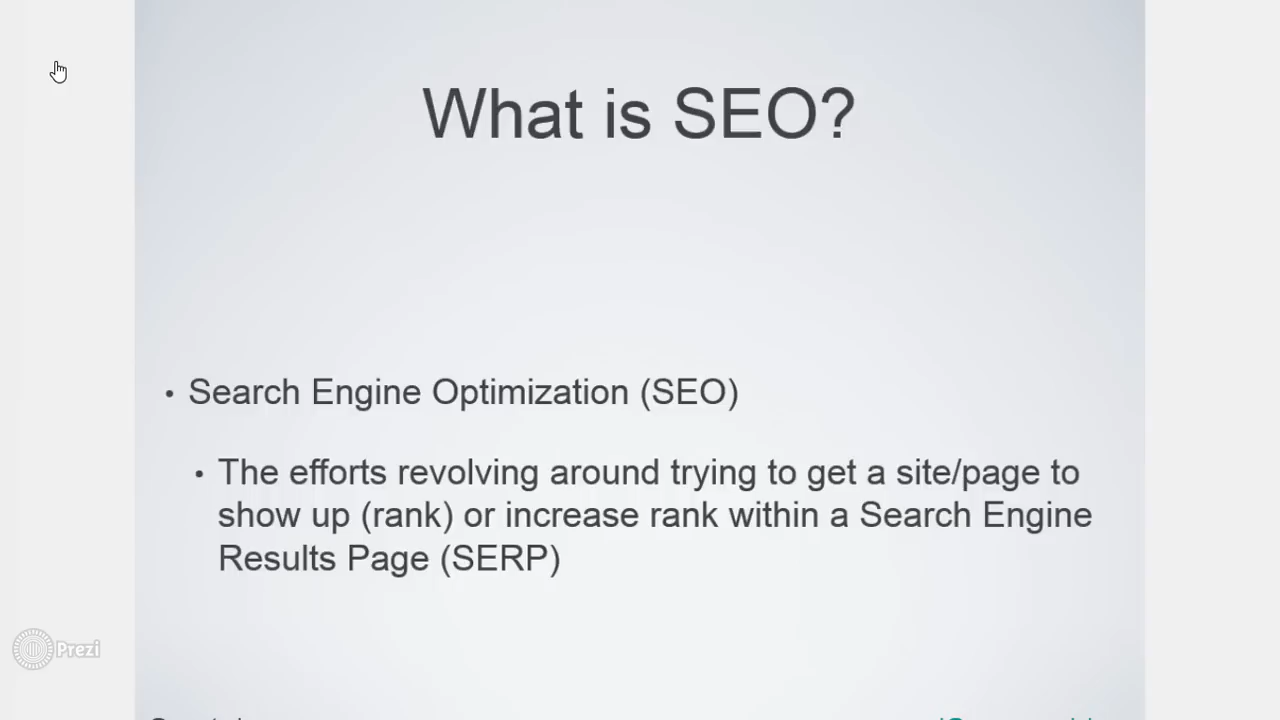 What is SEO?
• Search Engine Optimization (SEO)
• The efforts revolving around trying to get a site/page to
show up (rank) or increase rank within a Search Engine
Results Page (SERP)
Prezi